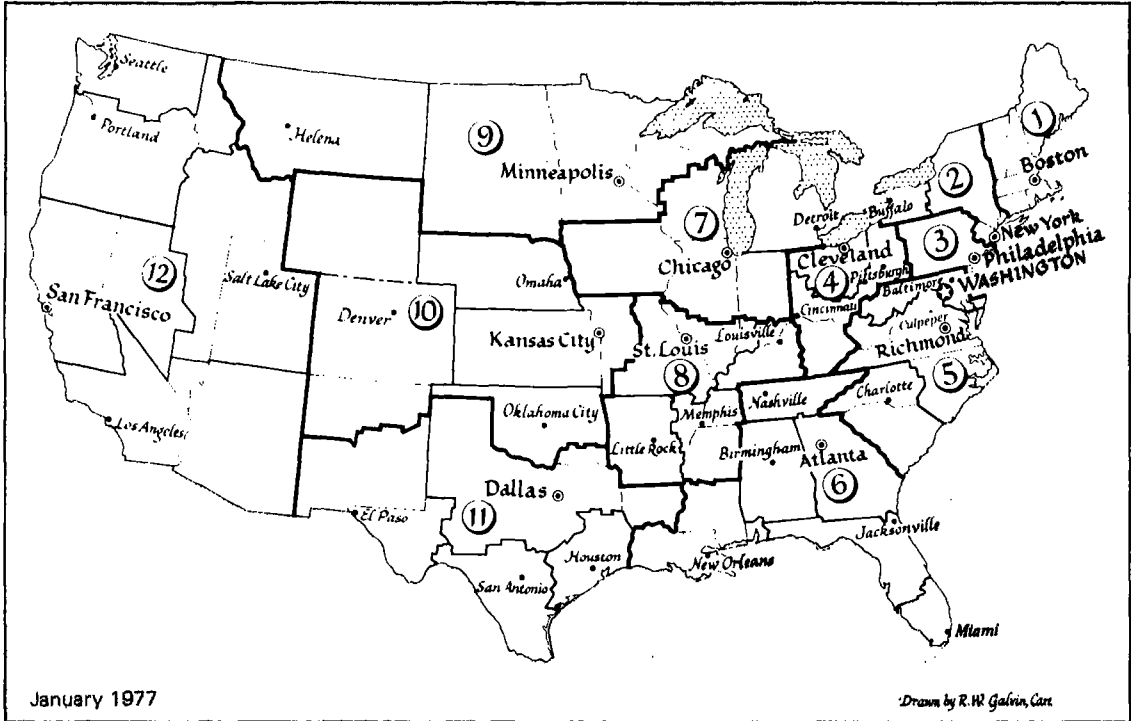 Seattle
Portland
Helena
9
Minneapolis
1
Boston
2
Buffalo
Detroit
7
Chicago
Cleveland
4
Pittsburgh
Cincinnati
3
New York
Philadelphia
WASHINGTON
Baltimore
Culpeper
Richmond
5
12
San Francisco
Salt Lake City
Denver
10
Omaha
Kansas City
St. Louis
8
Louisville
Los Angeles
Oklahoma City
Little Rock
Memphis
Nashville
Charlotte
Birmingham
Atlanta
6
Dallas
11
El Paso
Houston
San Antonio
New Orleans
Jacksonville
Miami
January 1977
Drawn by R.W. Galvin, Cart.